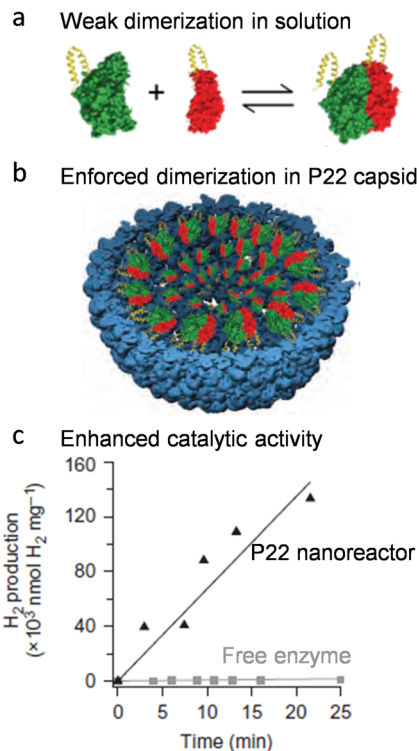 a Weak dimerization in solution
+
b Enforced dimerization in P22 capsid
c Enhanced catalytic activity
H₂ production
(×10³ nmol H₂ mg⁻¹)
160
120
80
40
0
P22 nanoreactor
Free enzyme
0 5 10 15 20 25
Time (min)